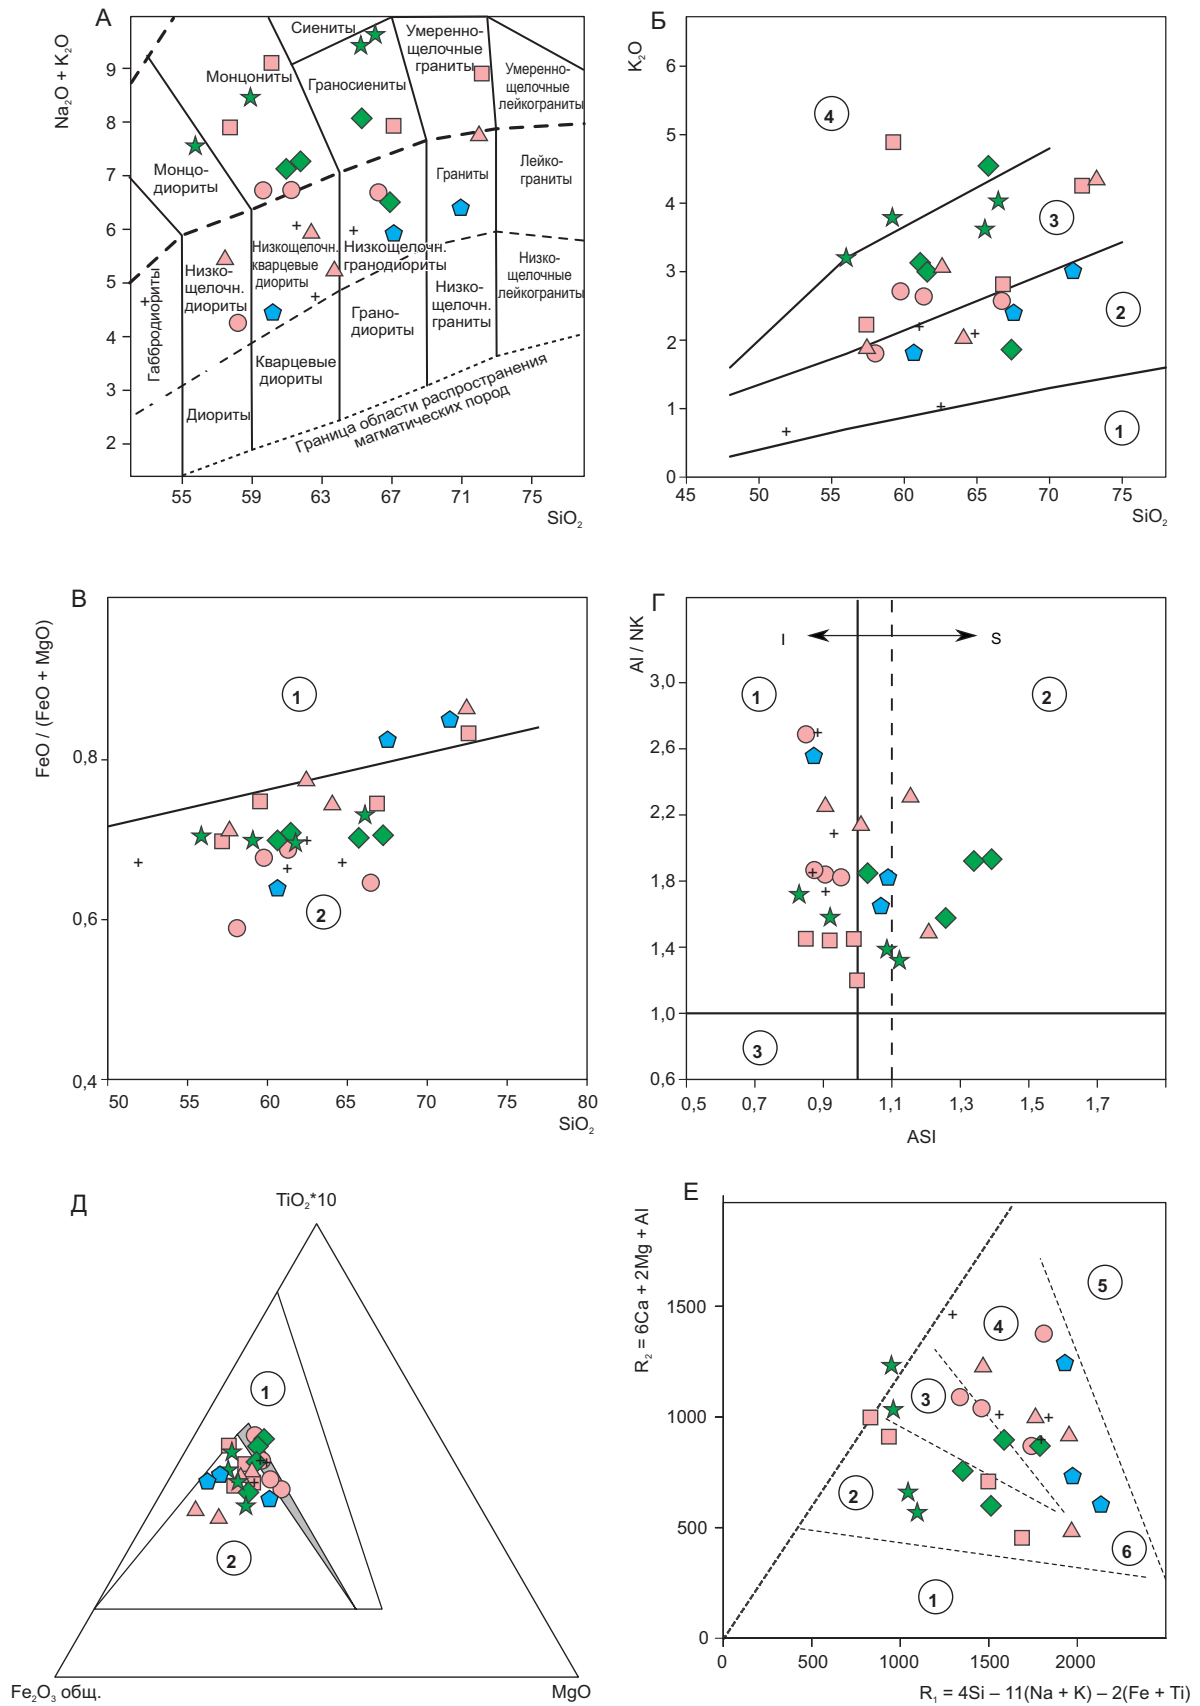 А
Na₂O + K₂O
9
8
7
6
5
4
3
2
Сиениты
Умеренно-
щелочные
граниты
Монцониты
Граносиениты
Умеренно-
щелочные
лейкограниты
Монцо-
диориты
Граниты
Лейко-
граниты
Габбродиориты
Низко-
щелочн.
диориты
Низкощелочн.
кварцевые
диориты
Низкощелочн.
гранодиориты
Низко-
щелочные
лейкограниты
Низко-
щелочн.
граниты
Грано-
диориты
Кварцевые
диориты
Диориты
Граница области распространения
магматических пород
55 59 63 67 71 75
SiO₂
Б
K₂O
6
5
4
3
2
1
0
4
3
2
1
45 50 55 60 65 70 75
SiO₂
В
FeO / (FeO + MgO)
0,8
0,6
0,4
1
2
50 55 60 65 70 75 80
SiO₂
Г
Al / NK
3,0
2,6
2,2
1,8
1,4
1,0
0,6
I S
1
2
3
0,5 0,7 0,9 1,1 1,3 1,5 1,7
ASI
Д
TiO₂*10
1
2
Fe₂O₃ общ.
MgO
Е
R₂ = 6Ca + 2Mg + Al
1500
1000
500
0
5
4
3
2
6
1
0 500 1000 1500 2000
R₁ = 4Si – 11(Na + K) – 2(Fe + Ti)